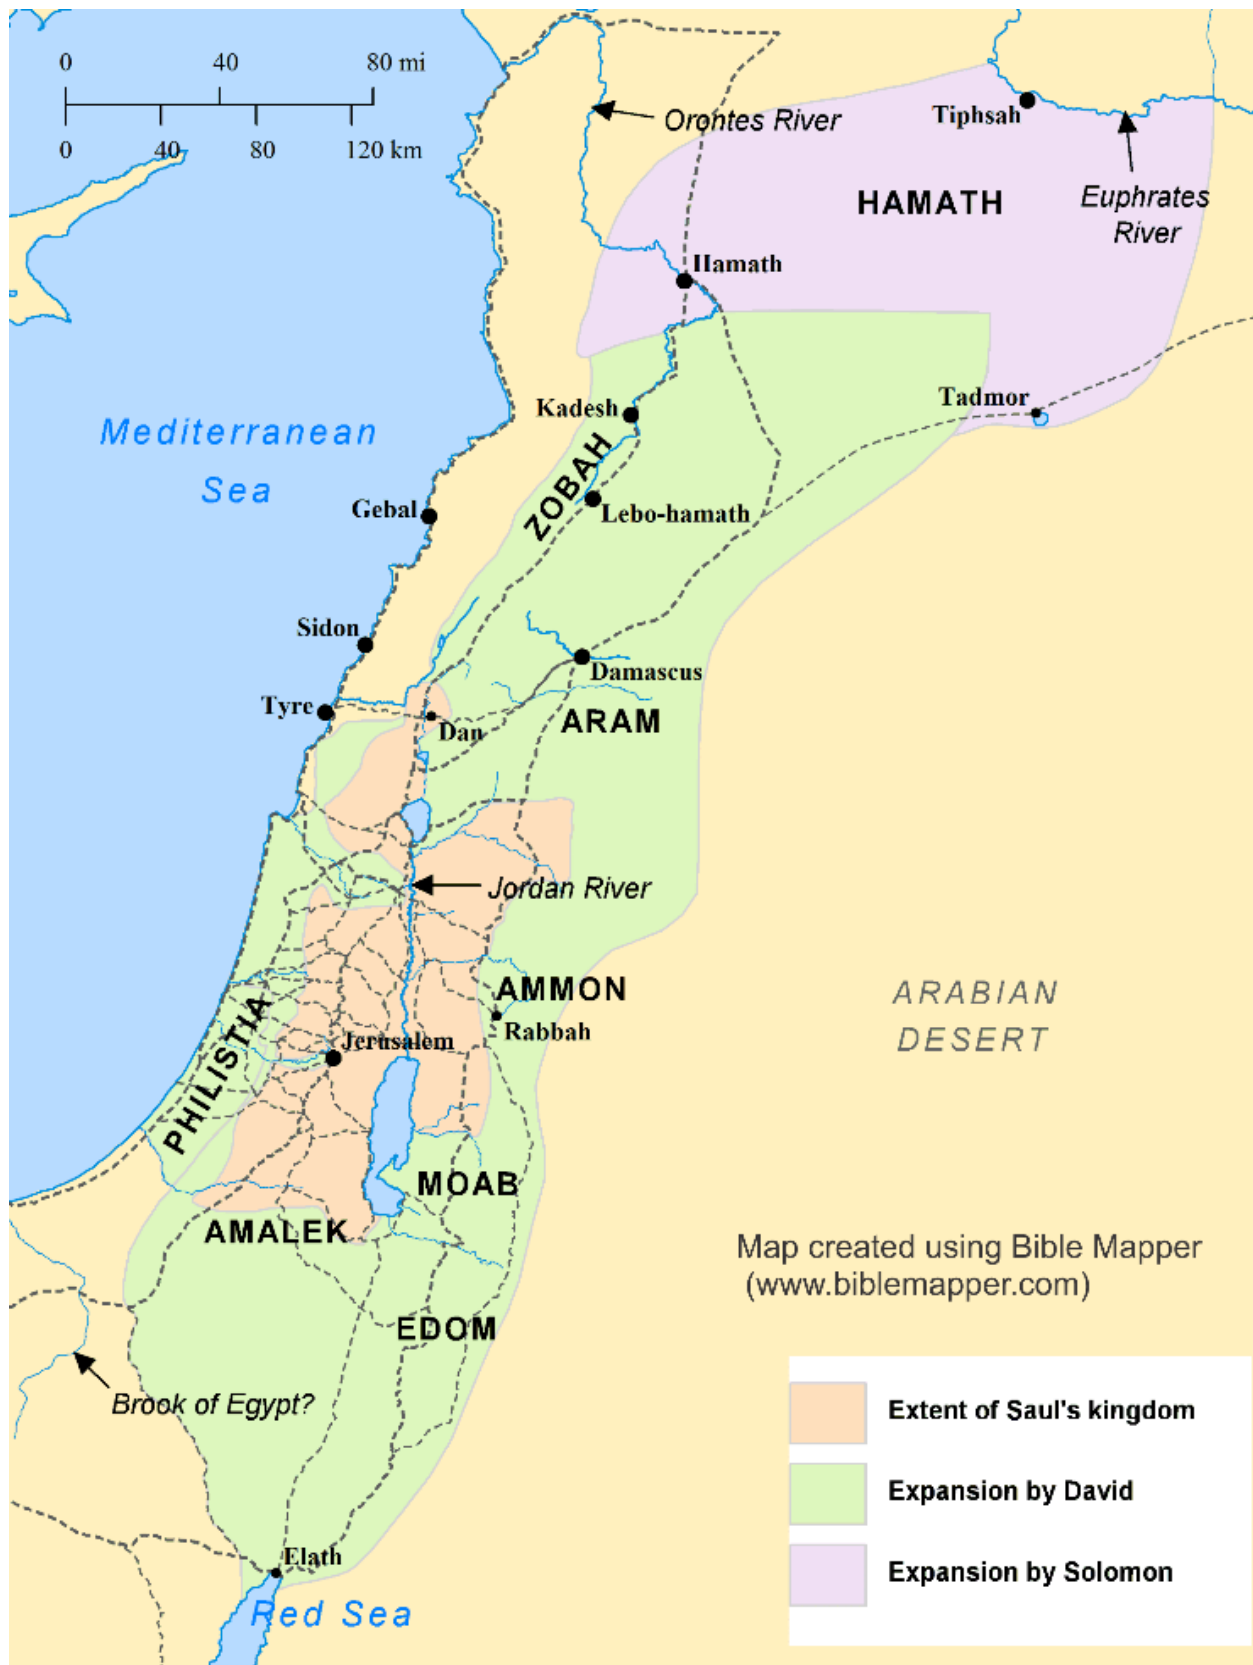 0 40 80 mi
0 40 80 120 km
Orontes River
Tiphsah
HAMATH
Euphrates
River
Hamath
Tadmor
Kadesh
Mediterranean
Sea
ZOBAH
Gebal
Lebo-hamath
Sidon
Damascus
Tyre
ARAM
Dan
Jordan River
AMMON
ARABIAN
DESERT
Rabbah
PHILISTIA
Jerusalem
MOAB
AMALEK
Map created using Bible Mapper
(www.biblemapper.com)
EDOM
Brook of Egypt?
Extent of Saul's kingdom
Expansion by David
Elath
Expansion by Solomon
Red Sea